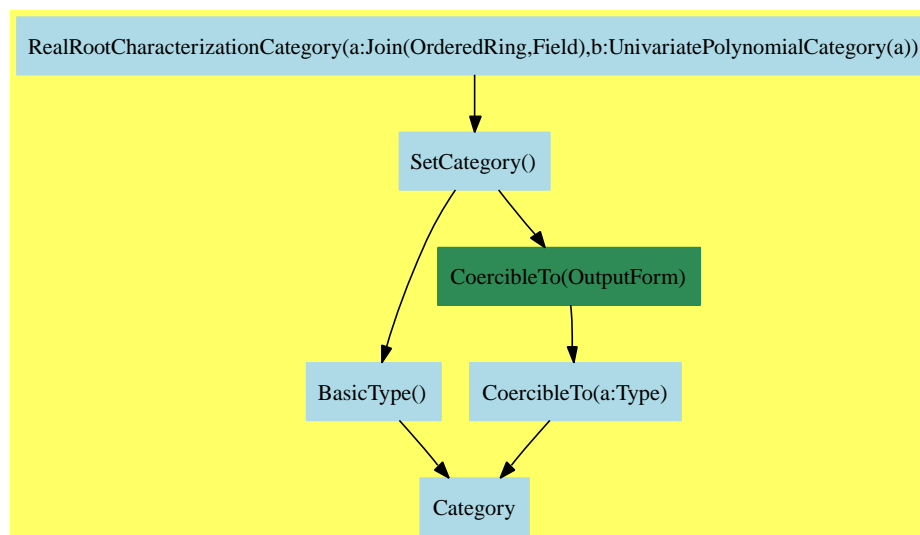 RealRootCharacterizationCategory(a:Join(OrderedRing,Field),b:UnivariatePolynomialCategory(a))
SetCategory()
CoercibleTo(OutputForm)
BasicType()
CoercibleTo(a:Type)
Category